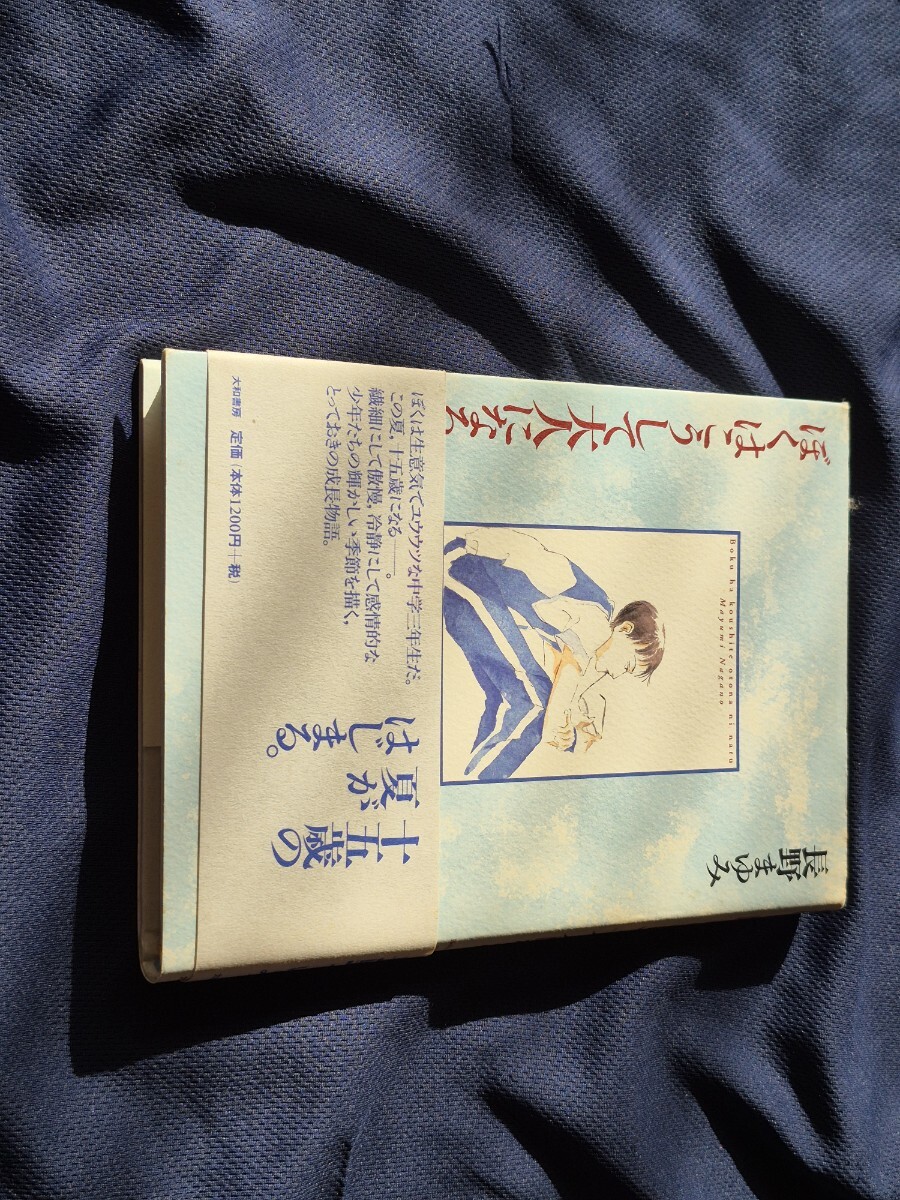 ぼくはこうして大人になる
Boku ha koushite otona ni naru
Mayumi Nagano
長野まゆみ
十五歳の
夏が
はじまる。
ぼくは生意気でユウウツな中学三年生だ。
この夏、十五歳になる――。
繊細にして傲慢，冷静にして感情的な
少年たちの輝かしい季節を描く，
とっておきの成長物語。
大和書房 定価（本体1200円＋税）